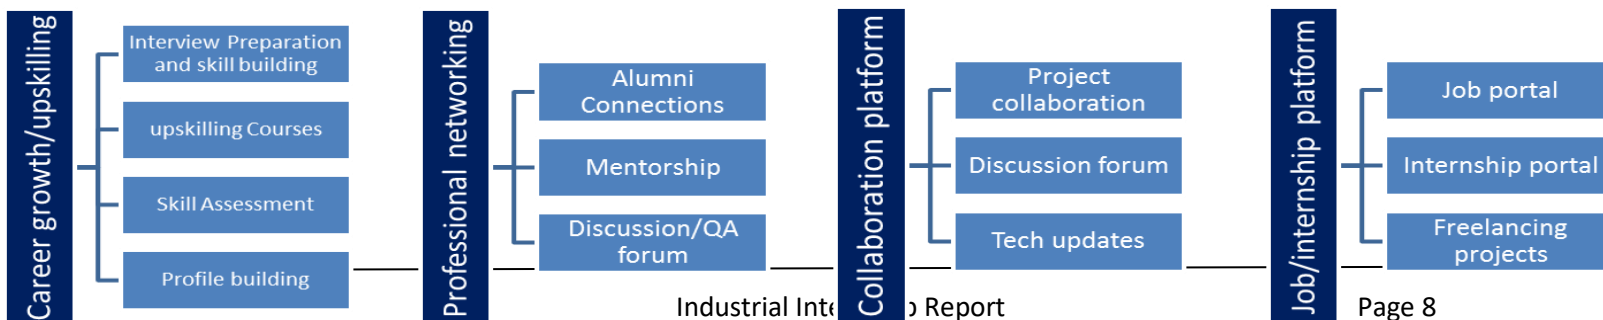 Career growth/upskilling
Interview Preparation
and skill building
upskilling Courses
Skill Assessment
Profile building
Professional networking
Alumni
Connections
Mentorship
Discussion/QA
forum
Collaboration platform
Project
collaboration
Discussion forum
Tech updates
Job/internship platform
Job portal
Internship portal
Freelancing
projects
Industrial Report
Page 8